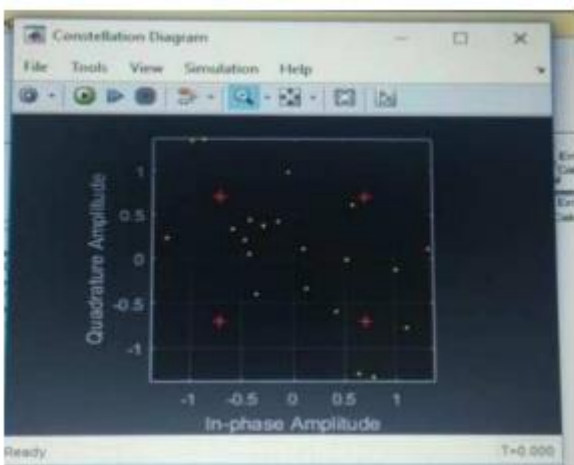 Constellation Diagram
File Tools View Simulation Help
Quadrature Amplitude
1
0.5
0
-0.5
-1
-1 -0.5 0 0.5 1
In-phase Amplitude
Ready T=0.000